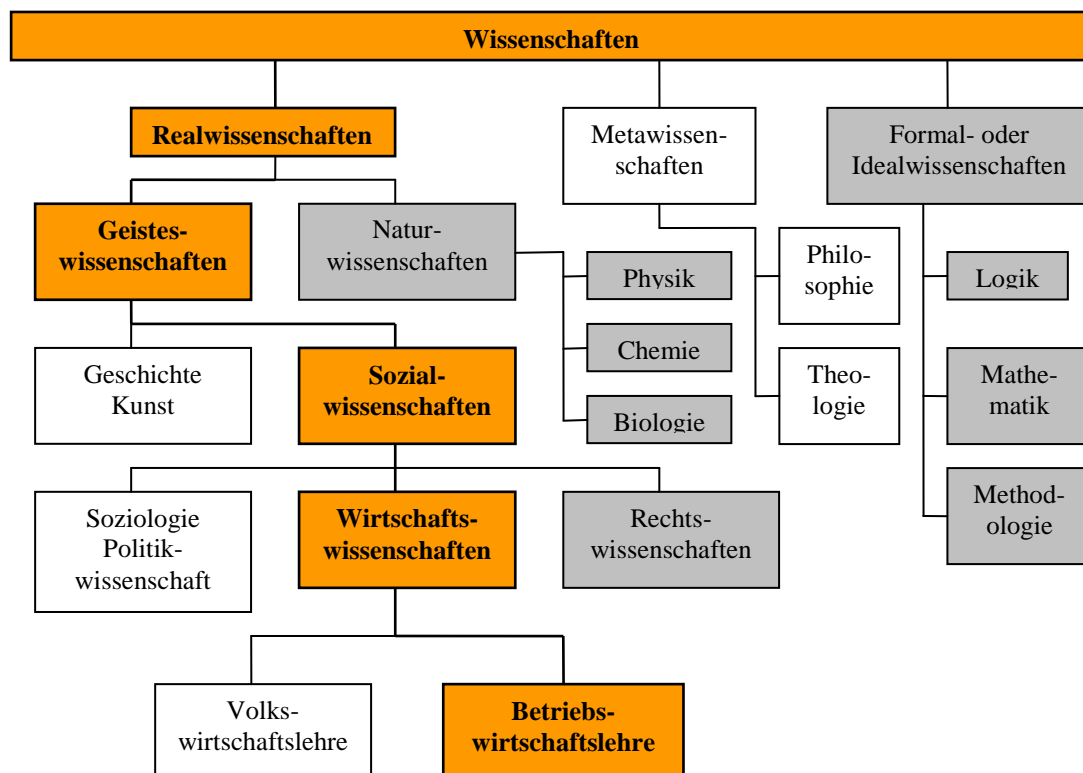 Wissenschaften
Realwissenschaften
Metawissen-
schaften
Formal- oder
Idealwissenschaften
Geistes-
wissenschaften
Natur-
wissenschaften
Physik
Philo-
sophie
Logik
Geschichte
Kunst
Sozial-
wissenschaften
Chemie
Biologie
Theo-
logie
Mathe-
matik
Soziologie
Politik-
wissenschaft
Wirtschafts-
wissenschaften
Rechts-
wissenschaften
Method-
ologie
Volks-
wirtschaftslehre
Betriebs-
wirtschaftslehre